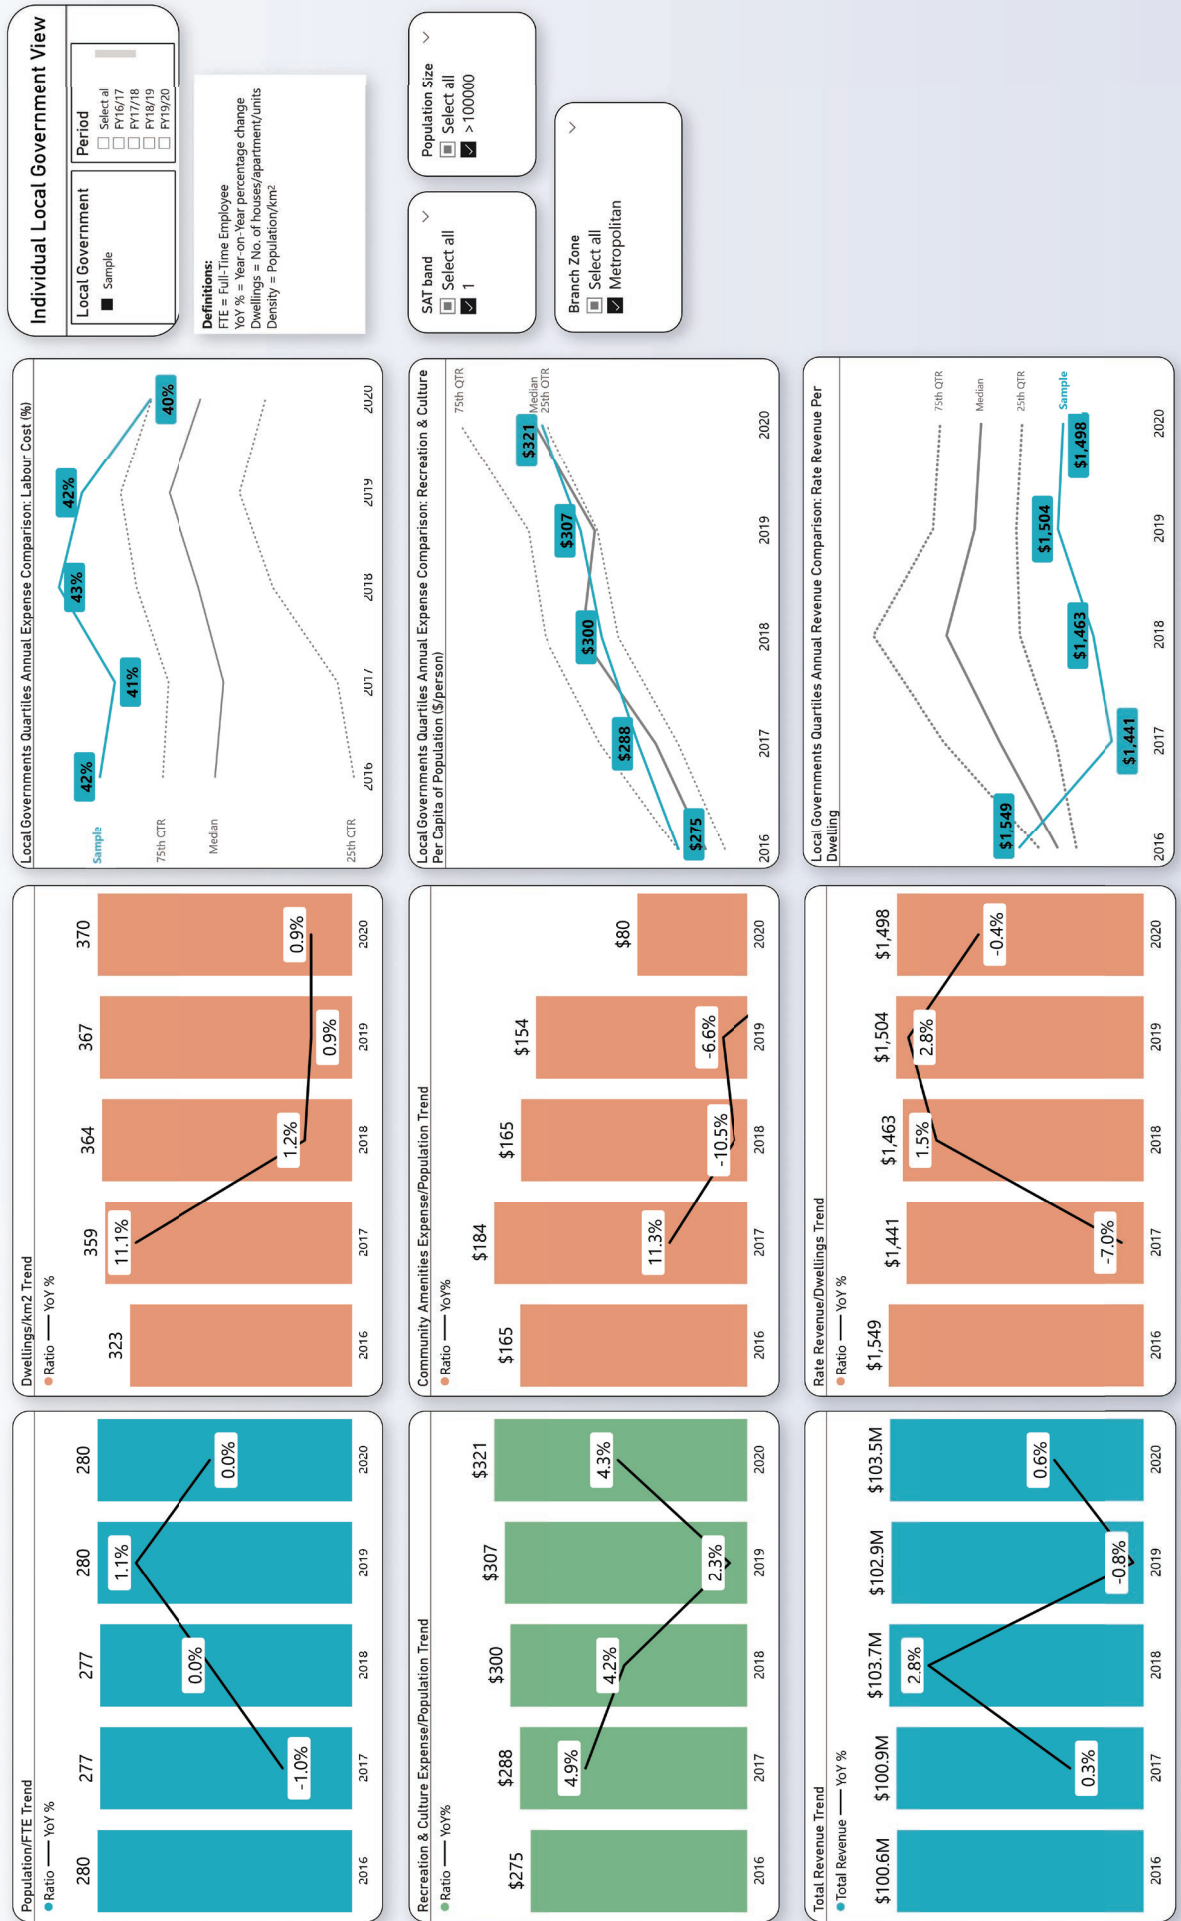 Population/FTE Trend
Ratio YoY %
280
277
277
280
280
-1.0%
0.0%
1.1%
0.0%
2016
2017
2018
2019
2020
Dwellings/km2 Trend
Ratio YoY %
323
359
364
367
370
11.1%
1.2%
0.9%
0.9%
2016
2017
2018
2019
2020
Local Governments Quartiles Annual Expense Comparison: Labour Cost (%)
Sample
75th CTR
Medan
25th CTR
42%
41%
43%
42%
40%
2016
2017
2018
2019
2020
Individual Local Government View
Local Government
Sample
Period
Select al
FY16/17
FY17/18
FY18/19
FY19/20
Definitions:
FTE = Full-Time Employee
YoY % = Year-on-Year percentage change
Dwellings = No. of houses/apartment/units
Density = Population/km²
Recreation & Culture Expense/Population Trend
Ratio YoY%
$275
$288
$300
$307
$321
4.9%
4.2%
2.3%
4.3%
2016
2017
2018
2019
2020
Community Amenities Expense/Population Trend
Ratio YoY%
$165
$184
$165
$154
$80
11.3%
-10.5%
-6.6%
2016
2017
2018
2019
2020
Local Governments Quartiles Annual Expense Comparison: Recreation & Culture
Per Capita of Population ($/person)
75th QTR
Median
25th QTR
$275
$288
$300
$307
$321
2016
2017
2018
2019
2020
SAT band
Select all
1
Population Size
Select all
>100000
Branch Zone
Select all
Metropolitan
Total Revenue Trend
Total Revenue YoY %
$100.6M
$100.9M
$103.7M
$102.9M
$103.5M
0.3%
2.8%
-0.8%
0.6%
2016
2017
2018
2019
2020
Rate Revenue/Dwellings Trend
Ratio YoY %
$1,549
$1,441
$1,463
$1,504
$1,498
-7.0%
1.5%
2.8%
-0.4%
2016
2017
2018
2019
2020
Local Governments Quartiles Annual Revenue Comparison: Rate Revenue Per
Dwelling
75th QTR
Median
25th QTR
Sample
$1,549
$1,441
$1,463
$1,504
$1,498
2016
2017
2018
2019
2020